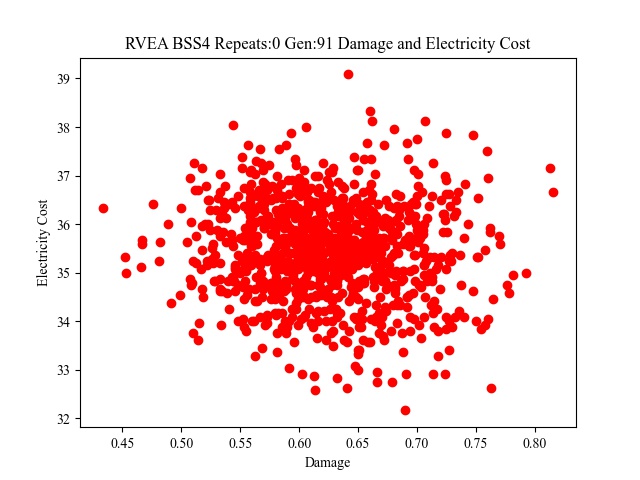 RVEA BSS4 Repeats:0 Gen:91 Damage and Electricity Cost
39
38
37
36
35
34
33
32
Electricity Cost
0.45 0.50 0.55 0.60 0.65 0.70 0.75 0.80
Damage